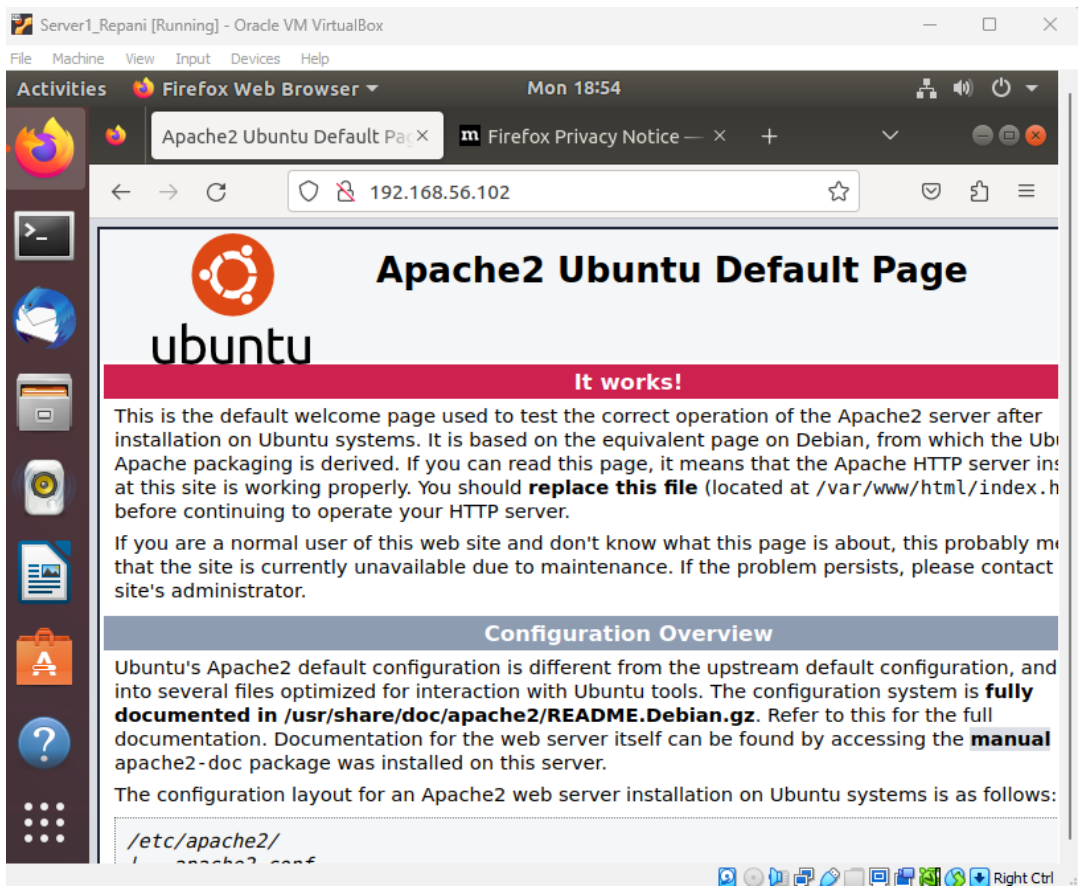 Server1_Repani [Running] - Oracle VM VirtualBox
File Machine View Input Devices Help
Activities Firefox Web Browser Mon 18:54
Apache2 Ubuntu Default Pag m Firefox Privacy Notice —
192.168.56.102
ubuntu
Apache2 Ubuntu Default Page
It works!
This is the default welcome page used to test the correct operation of the Apache2 server after
installation on Ubuntu systems. It is based on the equivalent page on Debian, from which the Ubu
Apache packaging is derived. If you can read this page, it means that the Apache HTTP server ins
at this site is working properly. You should replace this file (located at /var/www/html/index.h
before continuing to operate your HTTP server.
If you are a normal user of this web site and don't know what this page is about, this probably me
that the site is currently unavailable due to maintenance. If the problem persists, please contact
site's administrator.
Configuration Overview
Ubuntu's Apache2 default configuration is different from the upstream default configuration, and
into several files optimized for interaction with Ubuntu tools. The configuration system is fully
documented in /usr/share/doc/apache2/README.Debian.gz. Refer to this for the full
documentation. Documentation for the web server itself can be found by accessing the manual
apache2-doc package was installed on this server.
The configuration layout for an Apache2 web server installation on Ubuntu systems is as follows:
/etc/apache2/
apache2.conf
Right Ctrl